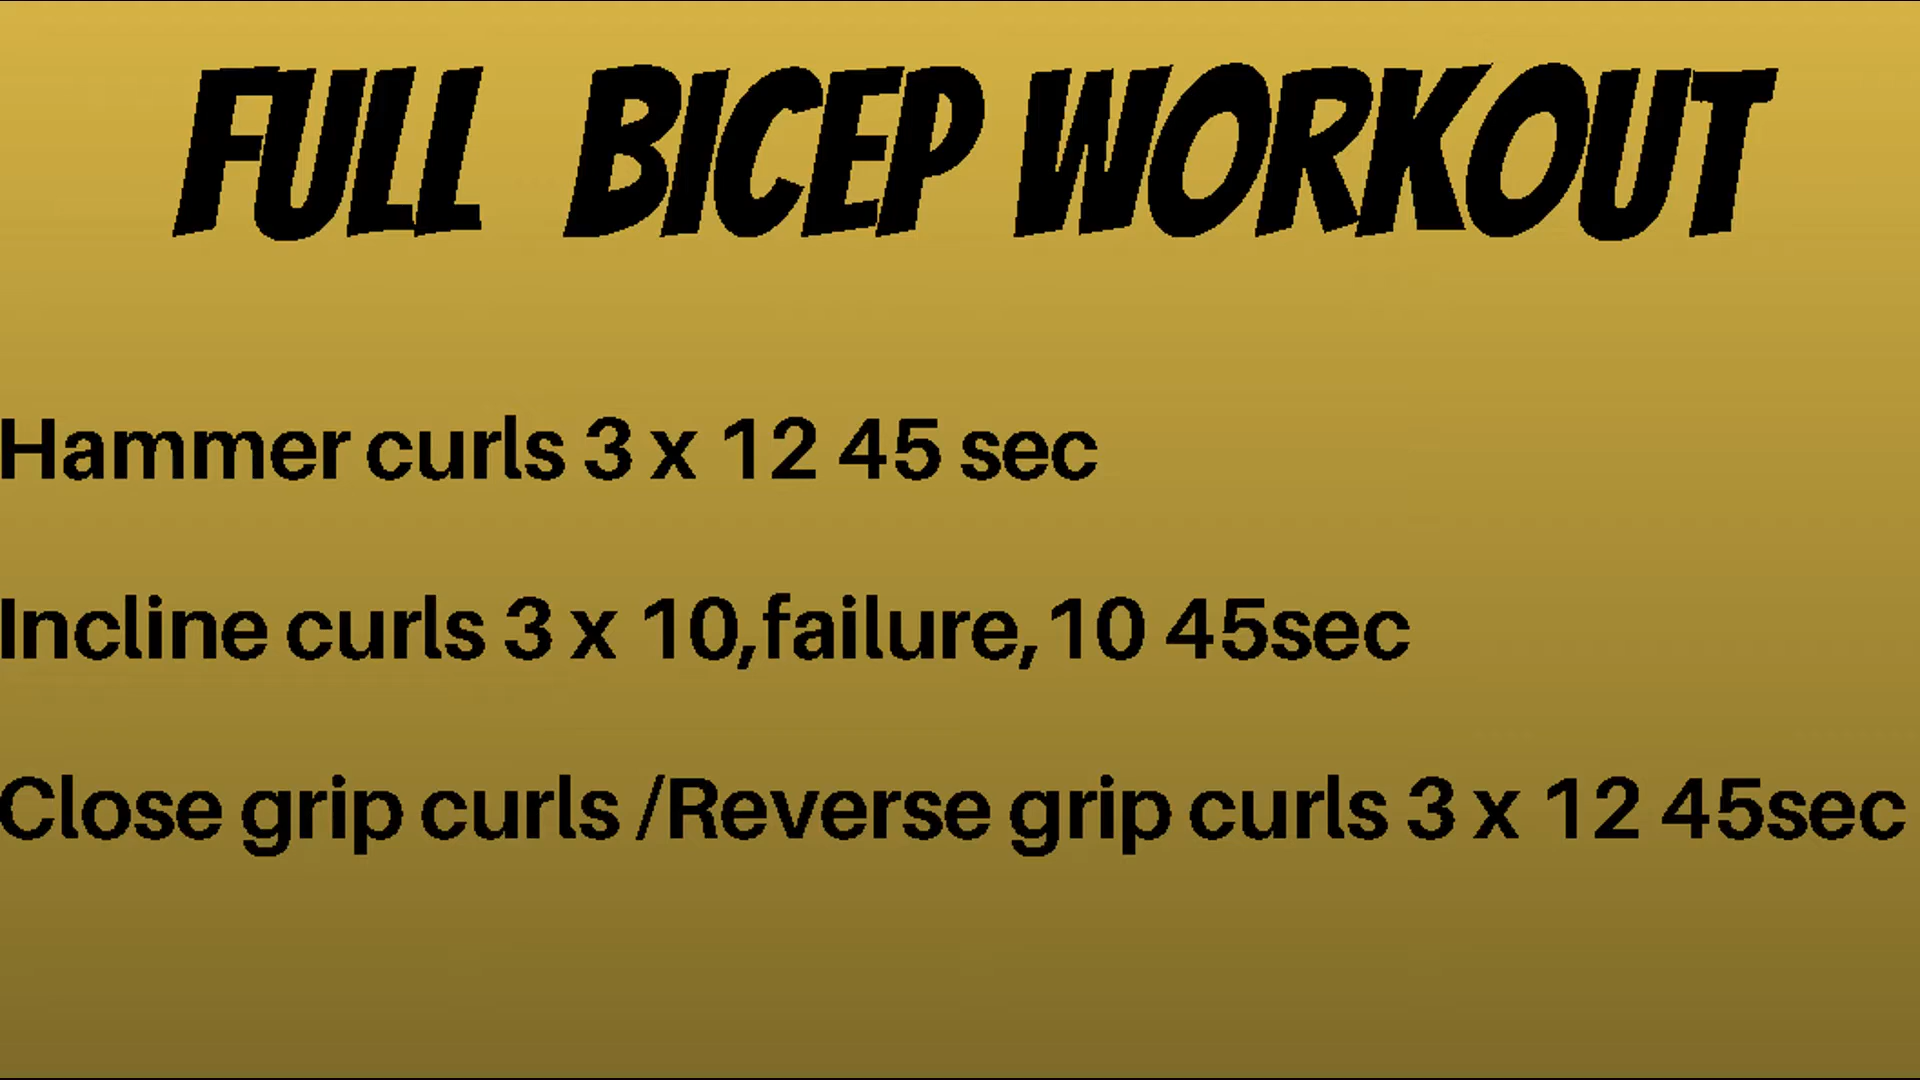 FULL BICEP WORKOUT
Hammer curls 3 x 12 45 sec
Incline curls 3 x 10,failure,10 45sec
Close grip curls /Reverse grip curls 3 x 12 45sec